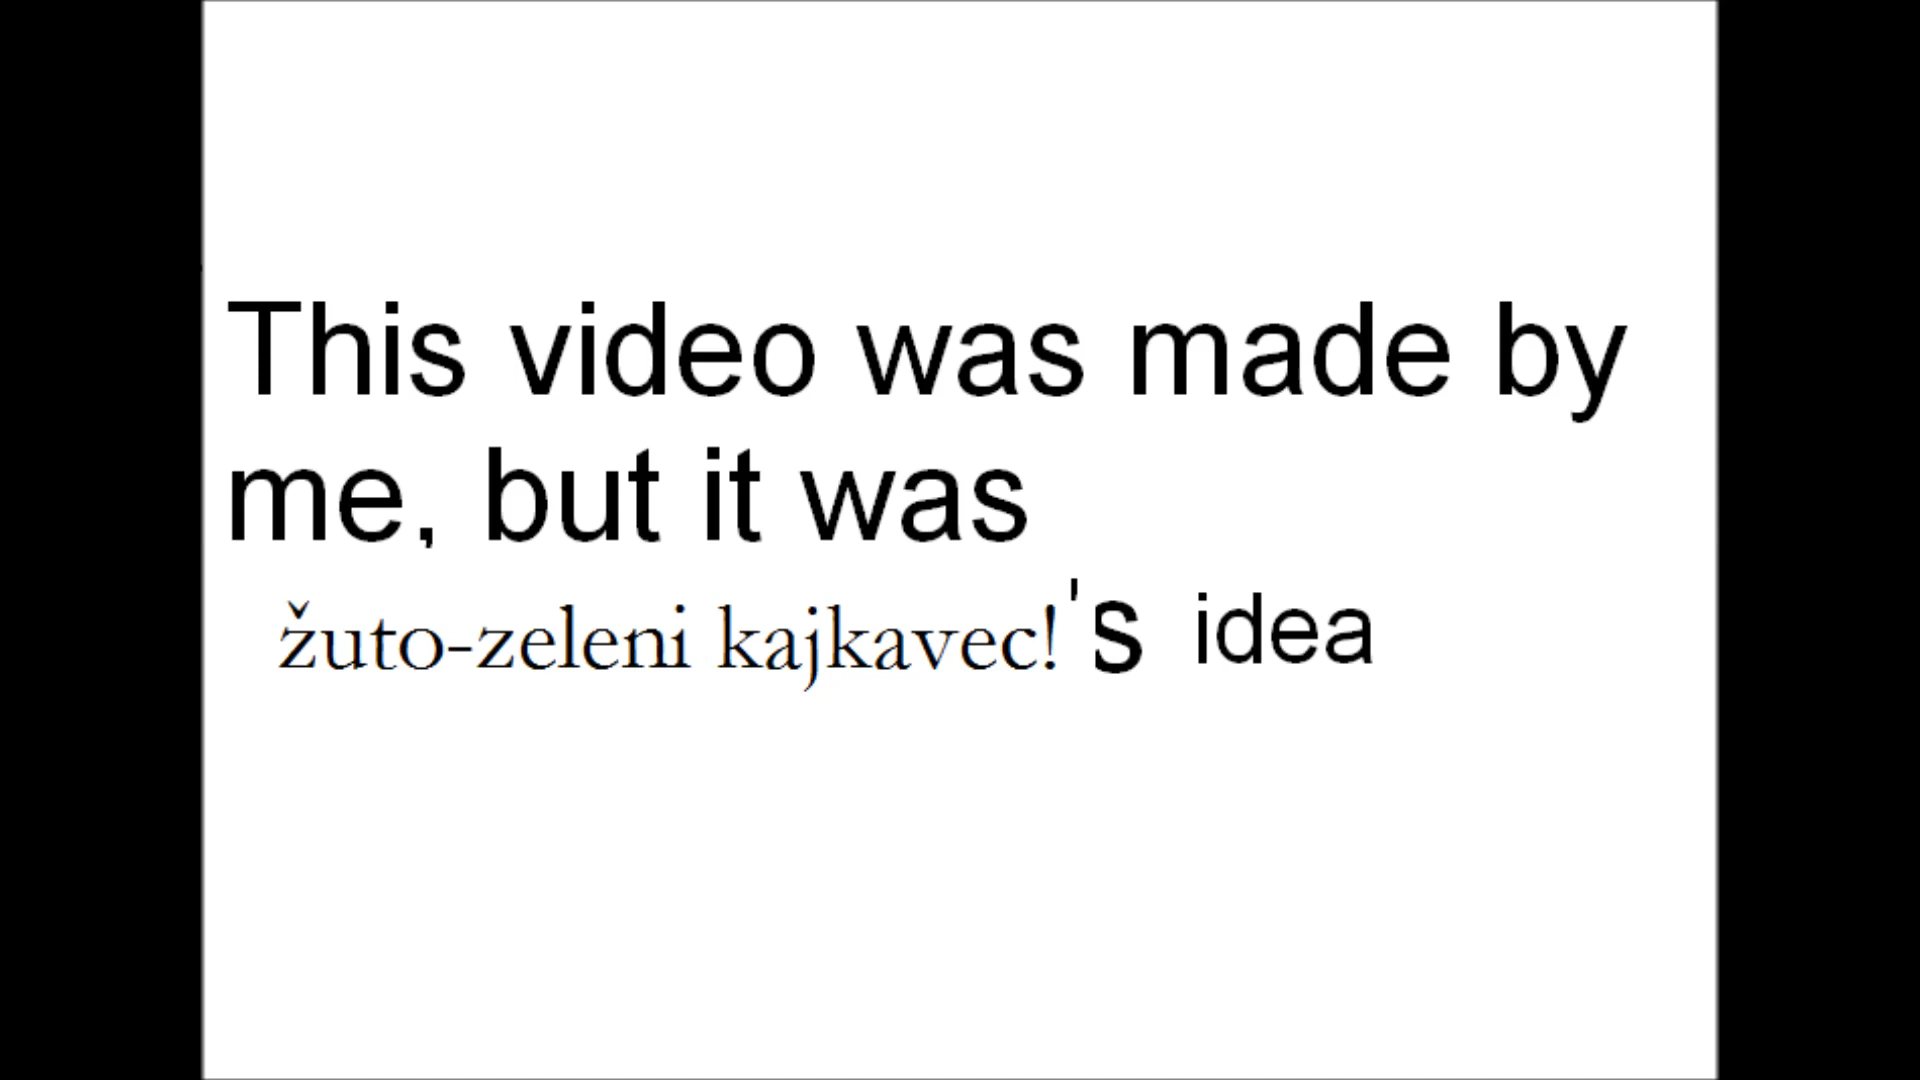 This video was made by
me, but it was
žuto-zeleni kajkavec!'s idea